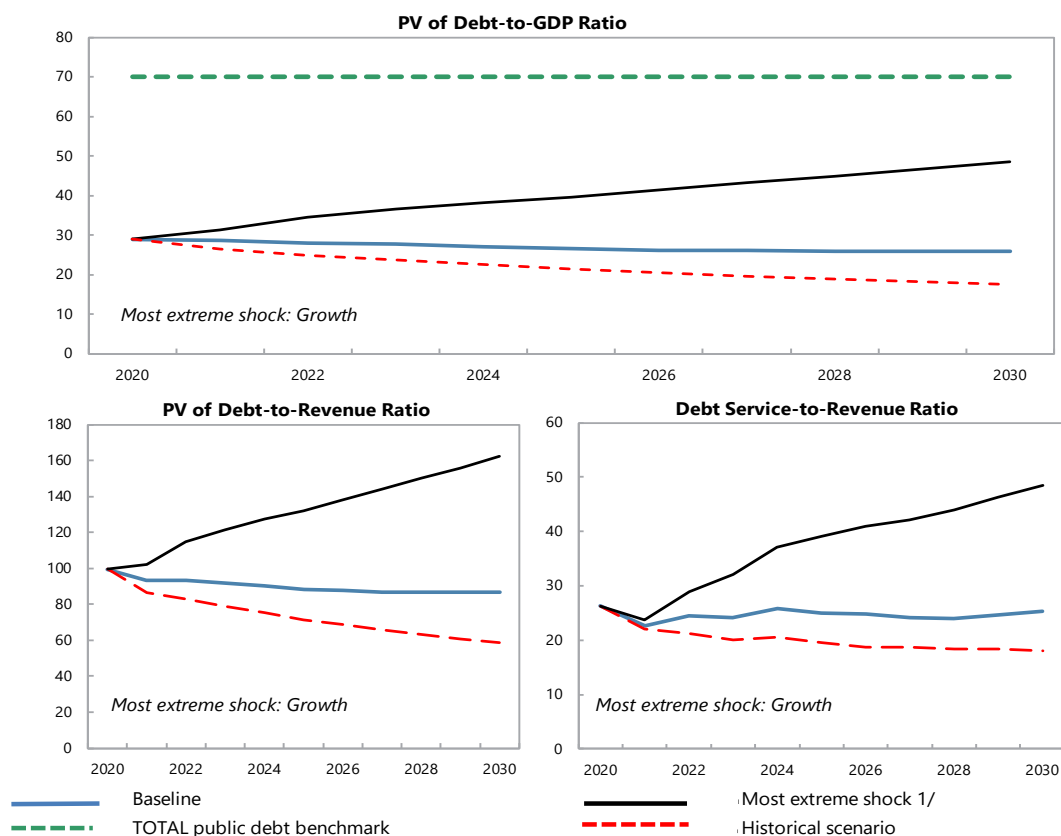 PV of Debt-to-GDP Ratio
80
70
60
50
40
30
20
10
0
Most extreme shock: Growth
2020 2022 2024 2026 2028 2030
PV of Debt-to-Revenue Ratio
180
160
140
120
100
80
60
40
20
0
Most extreme shock: Growth
2020 2022 2024 2026 2028 2030
Debt Service-to-Revenue Ratio
60
50
40
30
20
10
0
Most extreme shock: Growth
2020 2022 2024 2026 2028 2030
Baseline
Most extreme shock 1/
TOTAL public debt benchmark
Historical scenario